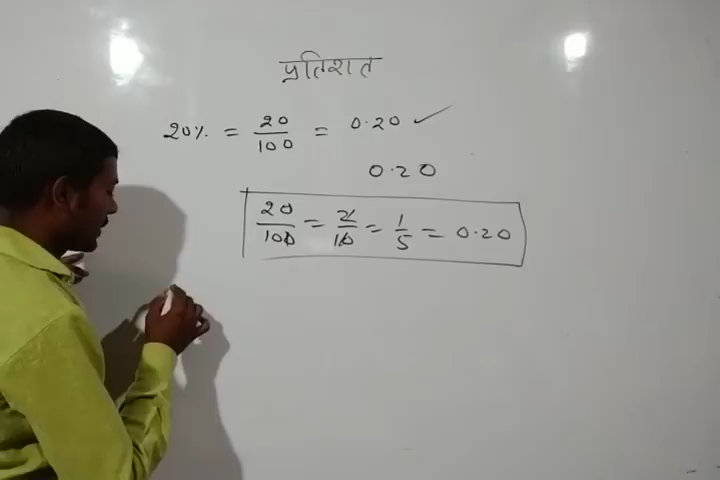 प्रतिशत
20% = 20/100 = 0.20 ✓
0.20
20/100 = 2/10 = 1/5 = 0.20